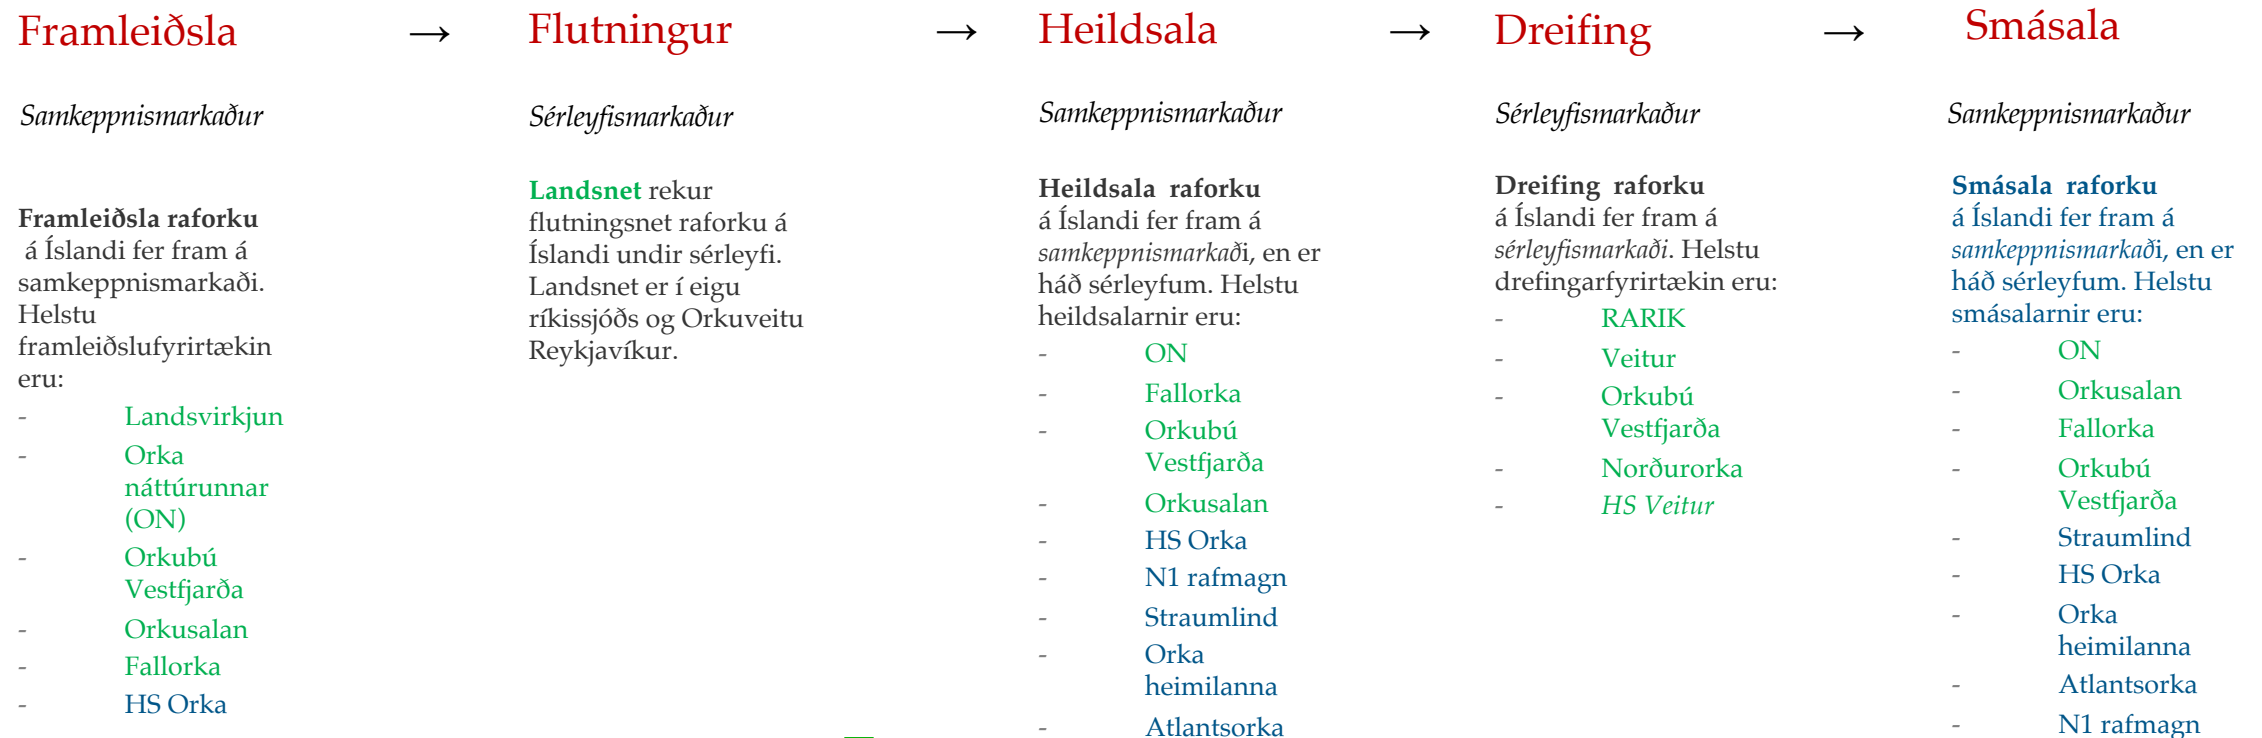 Framleiðsla → Flutningur → Heildsala → Dreifing → Smásala
Samkeppnismarkaður
Framleiðsla raforku
á Íslandi fer fram á
samkeppnismarkaði.
Helstu
framleiðslufyrirtækin
eru:
- Landsvirkjun
- Orka
náttúrunnar
(ON)
- Orkubú
Vestfjarða
- Orkusalan
- Fallorka
- HS Orka
Sérleyfismarkaður
Landsnet rekur
flutningsnet raforku á
Íslandi undir sérleyfi.
Landsnet er í eigu
ríkissjóðs og Orkuveitu
Reykjavíkur.
Samkeppnismarkaður
Heildsala raforku
á Íslandi fer fram á
samkeppnismarkaði, en er
háð sérleyfum. Helstu
heildsalarnir eru:
- ON
- Fallorka
- Orkubú
Vestfjarða
- Orkusalan
- HS Orka
- N1 rafmagn
- Straumlind
- Orka
heimilanna
- Atlantsorka
Sérleyfismarkaður
Dreifing raforku
á Íslandi fer fram á
sérleyfismarkaði. Helstu
drefingarfyrirtækin eru:
- RARIK
- Veitur
- Orkubú
Vestfjarða
- Norðurorka
- HS Veitur
Samkeppnismarkaður
Smásala raforku
á Íslandi fer fram á
samkeppnismarkaði, en er
háð sérleyfum. Helstu
smásalarnir eru:
- ON
- Orkusalan
- Fallorka
- Orkubú
Vestfjarða
- Straumlind
- HS Orka
- Orka
heimilanna
- Atlantsorka
- N1 rafmagn